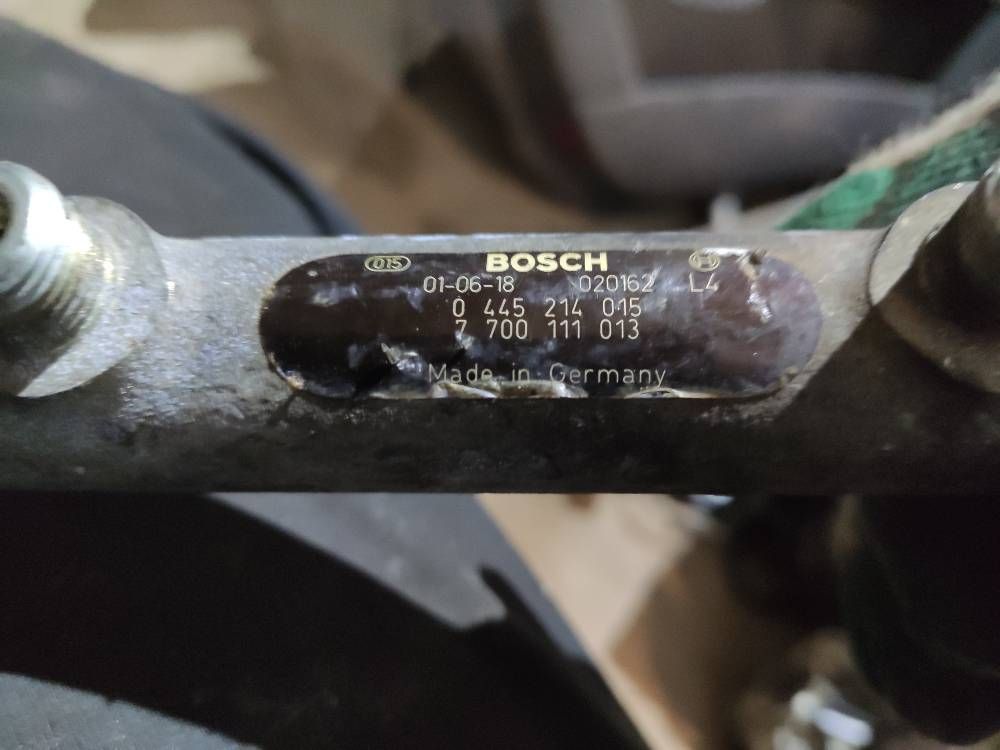 015 BOSCH
01-06-18 020162 L4
0 445 214 015
7 700 111 013
Made in Germany